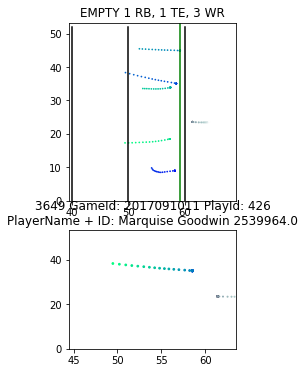 EMPTY 1 RB, 1 TE, 3 WR
50
40
30
20
10
0
40 50 60
3649 GameId: 2017091011 PlayId: 426
PlayerName + ID: Marquise Goodwin 2539964.0
40
20
0
45 50 55 60